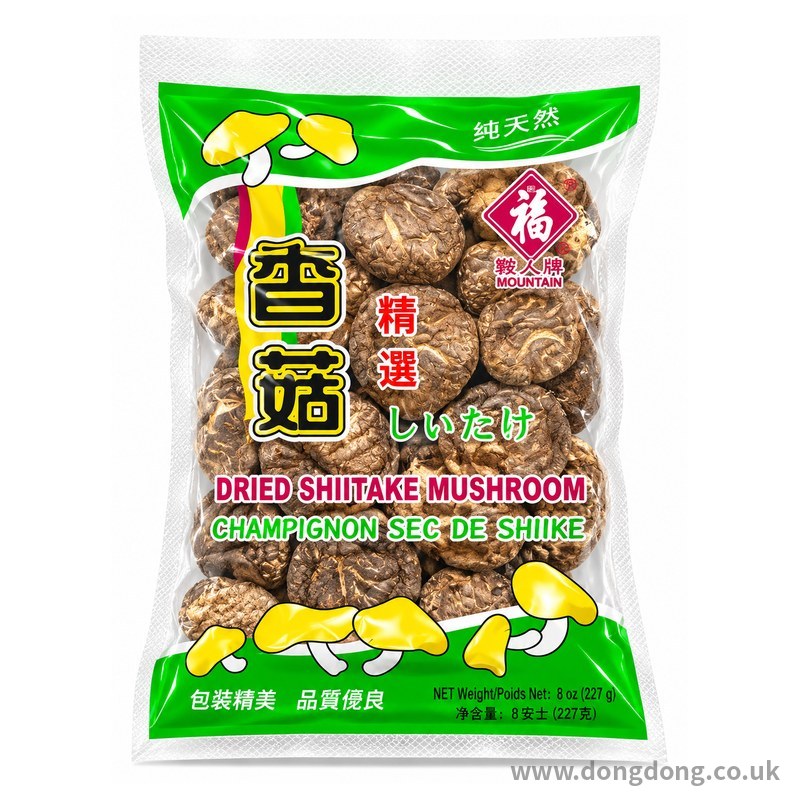 純天然
福
鞍人牌
MOUNTAIN
香菇
精選
しいたけ
DRIED SHIITAKE MUSHROOM
CHAMPIGNON SEC DE SHIIKE
包装精美 品質優良
NET Weight/Poids Net: 8 oz (227 g)
净含量: 8安士 (227克)
www.dongdong.co.uk